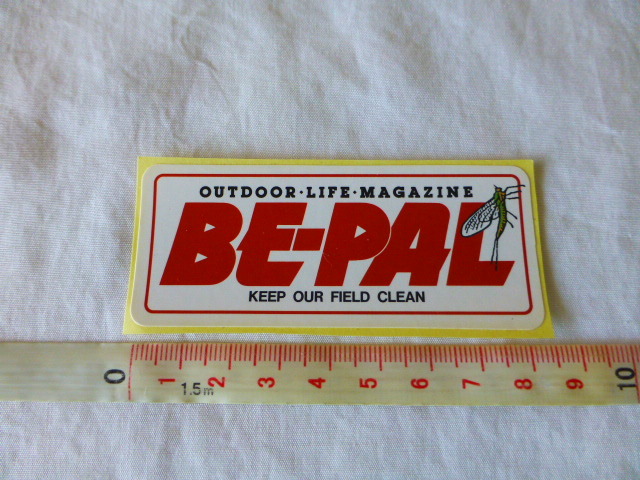 OUTDOOR·LIFE·MAGAZINE
BE-PAL
KEEP OUR FIELD CLEAN
0 1 2 3 4 5 6 7 8 9 10
1.5m